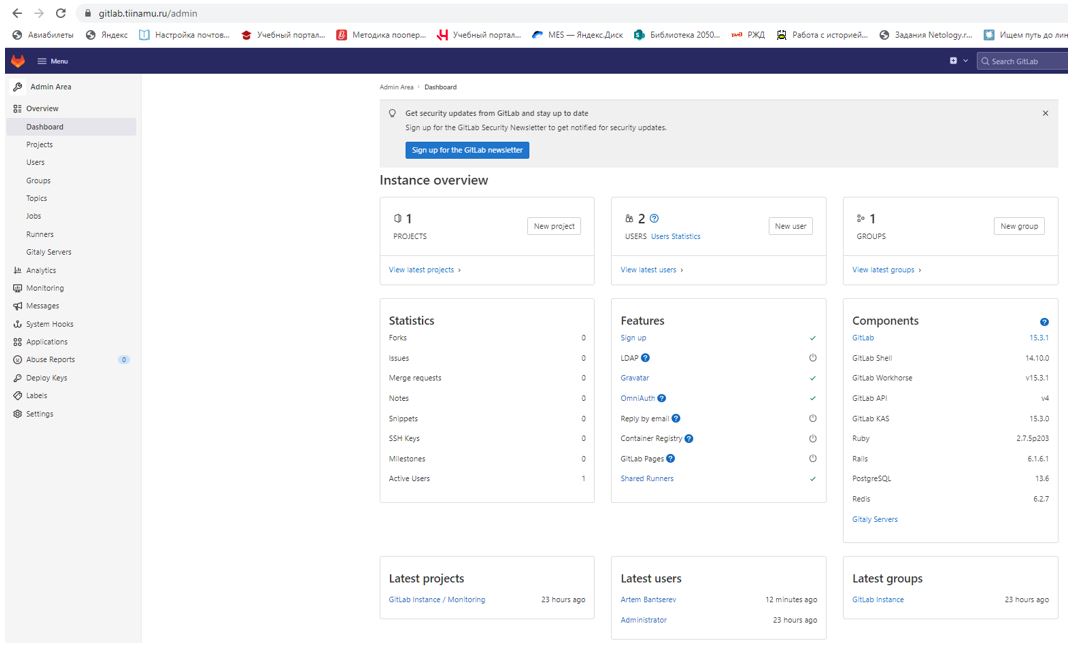 gitlab.tiinamu.ru/admin
Авиабилеты Яндекс Настройка почтов... Учебный портал... Методика поопер... Учебный портал... MES — Яндекс.Диск Библиотека 2050... РЖД Работа с историей... Задания Netology.r... Ищем путь до лин
Menu
Search GitLab
Admin Area
Overview
Dashboard
Projects
Users
Groups
Topics
Jobs
Runners
Gitaly Servers
Analytics
Monitoring
Messages
System Hooks
Applications
Abuse Reports 0
Deploy Keys
Labels
Settings
Admin Area › Dashboard
Get security updates from GitLab and stay up to date
Sign up for the GitLab Security Newsletter to get notified for security updates.
Sign up for the GitLab newsletter
Instance overview
1
PROJECTS
New project
View latest projects ›
2
USERS Users Statistics
New user
View latest users ›
1
GROUPS
New group
View latest groups ›
Statistics
Forks 0
Issues 0
Merge requests 0
Notes 0
Snippets 0
SSH Keys 0
Milestones 0
Active Users 1
Features
Sign up
LDAP
Gravatar
OmniAuth
Reply by email
Container Registry
GitLab Pages
Shared Runners
Components
GitLab 15.3.1
GitLab Shell 14.10.0
GitLab Workhorse v15.3.1
GitLab API v4
GitLab KAS 15.3.0
Ruby 2.7.5p203
Rails 6.1.6.1
PostgreSQL 13.6
Redis 6.2.7
Gitaly Servers
Latest projects
GitLab Instance / Monitoring 23 hours ago
Latest users
Artem Bantserev 12 minutes ago
Administrator 23 hours ago
Latest groups
GitLab Instance 23 hours ago